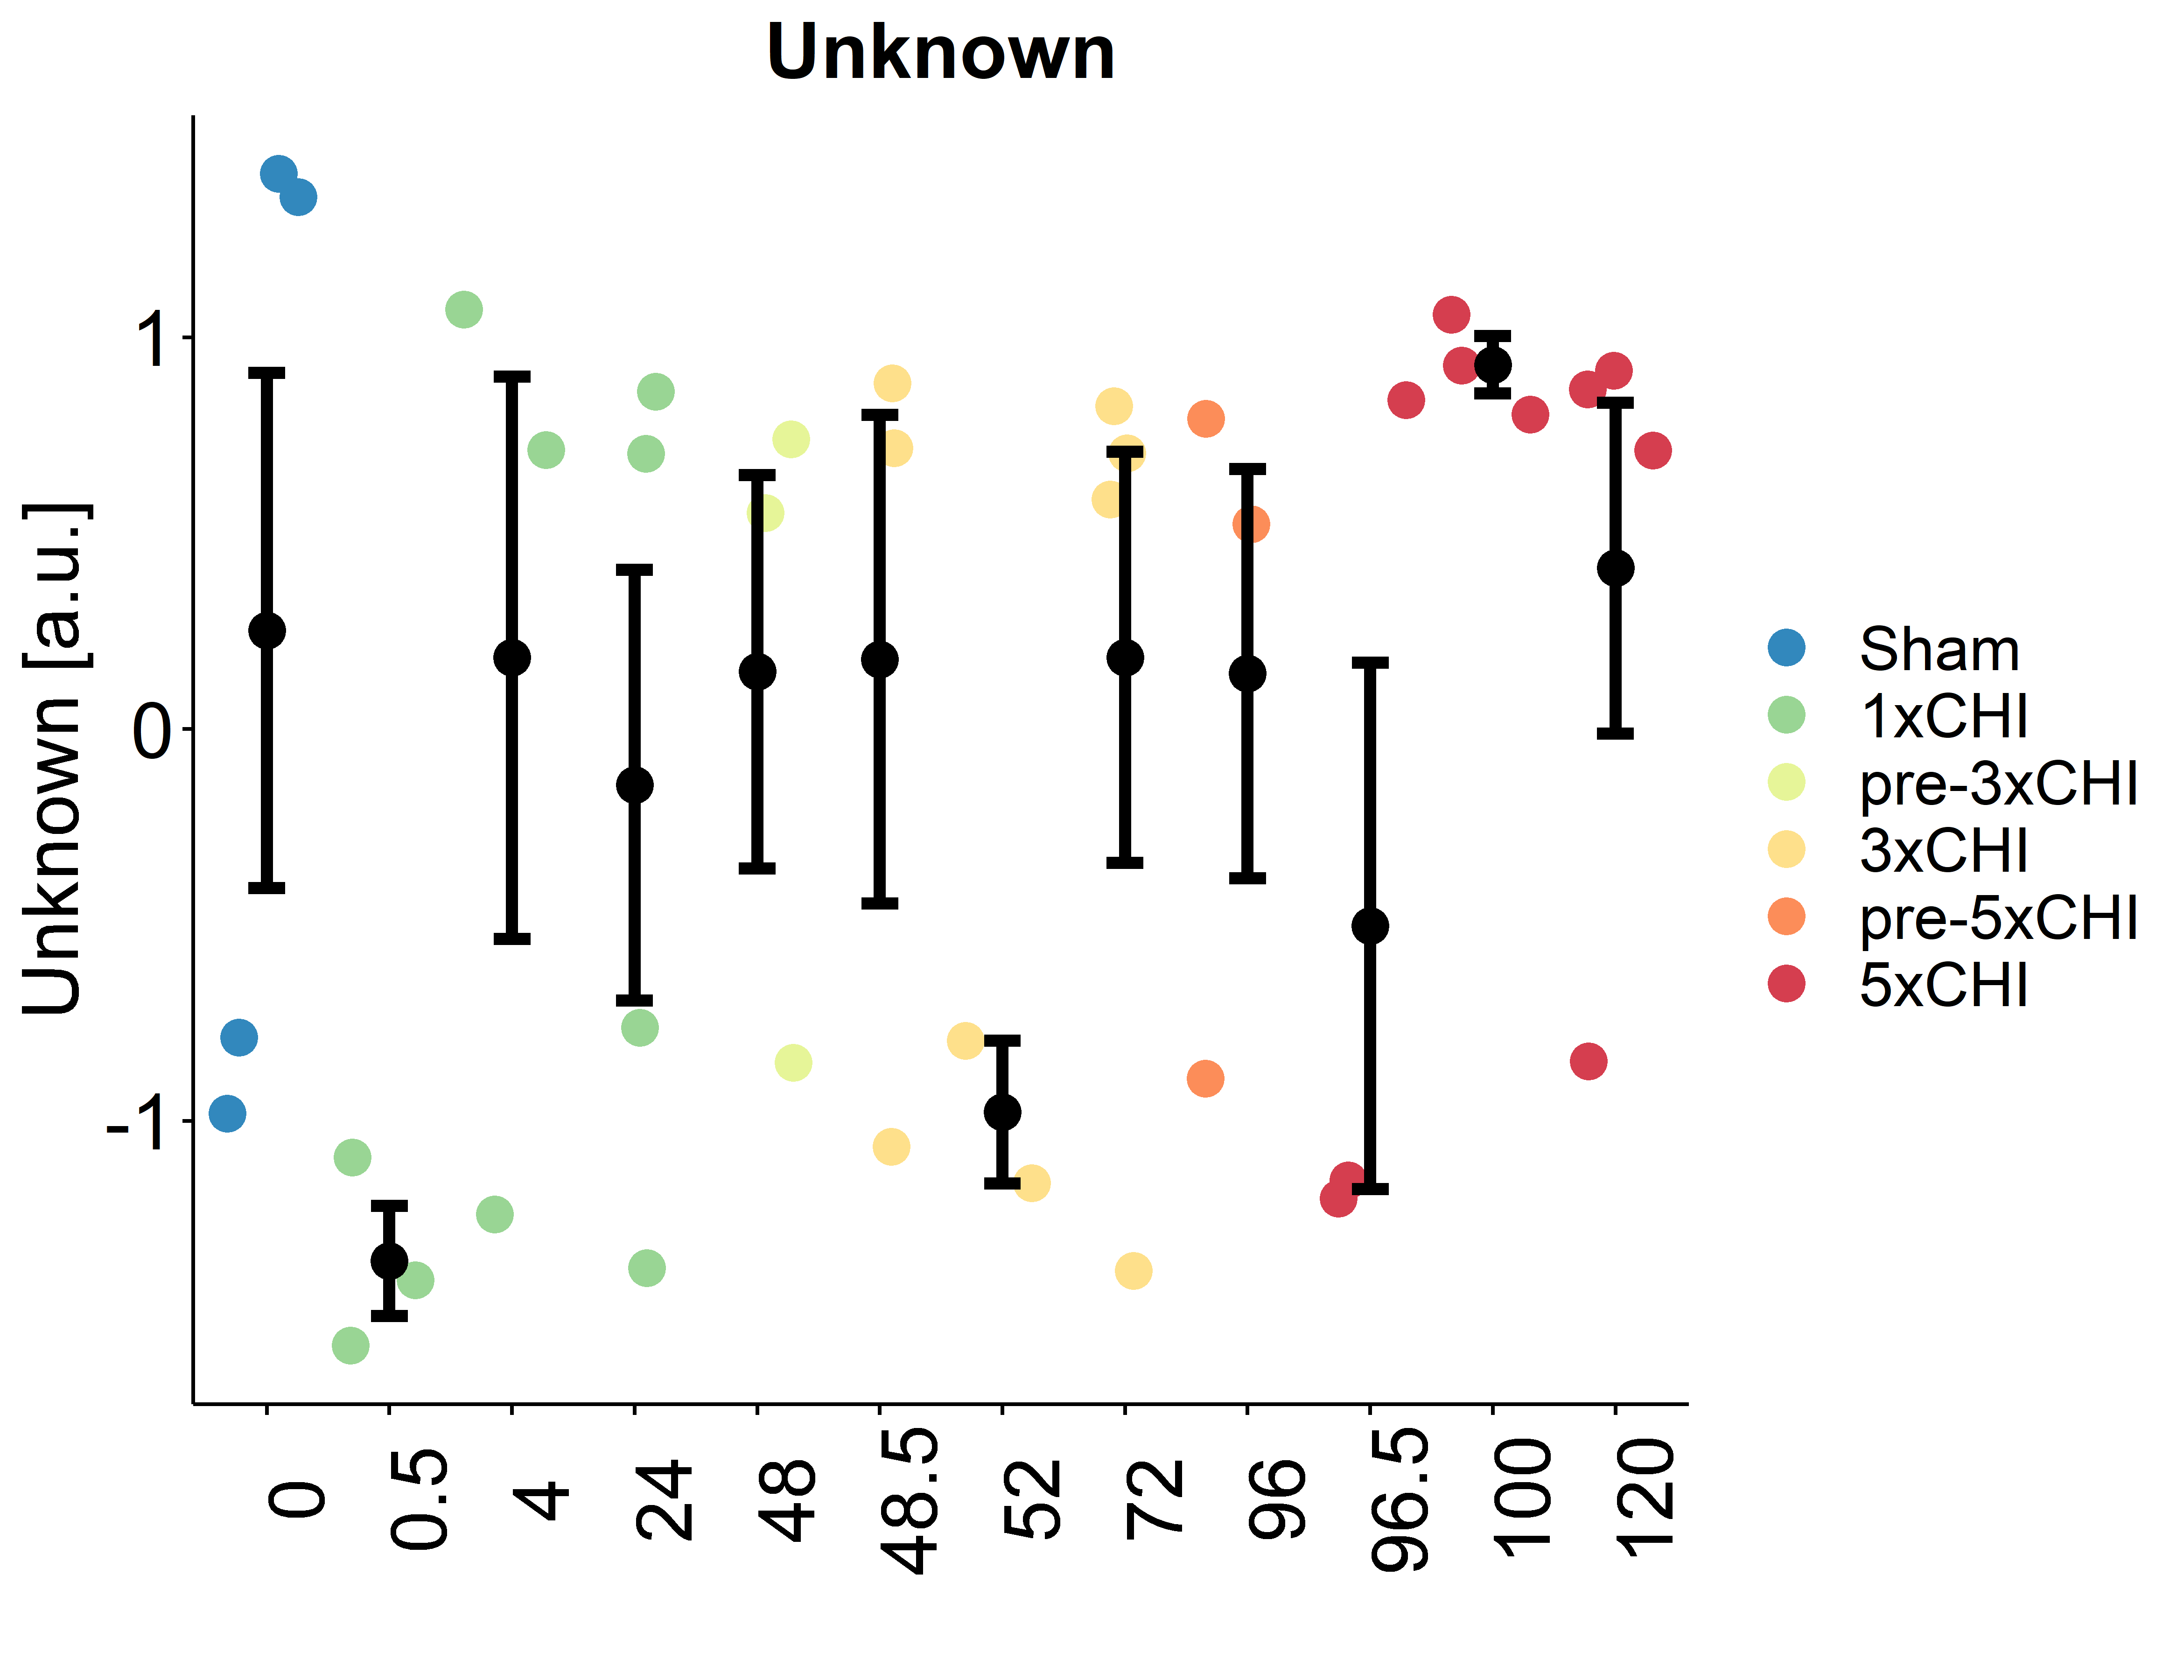 Unknown
Unknown [a.u.]
1
0
-1
0
0.5
4
24
48
48.5
52
72
96
96.5
100
120
Sham
1xCHI
pre-3xCHI
3xCHI
pre-5xCHI
5xCHI